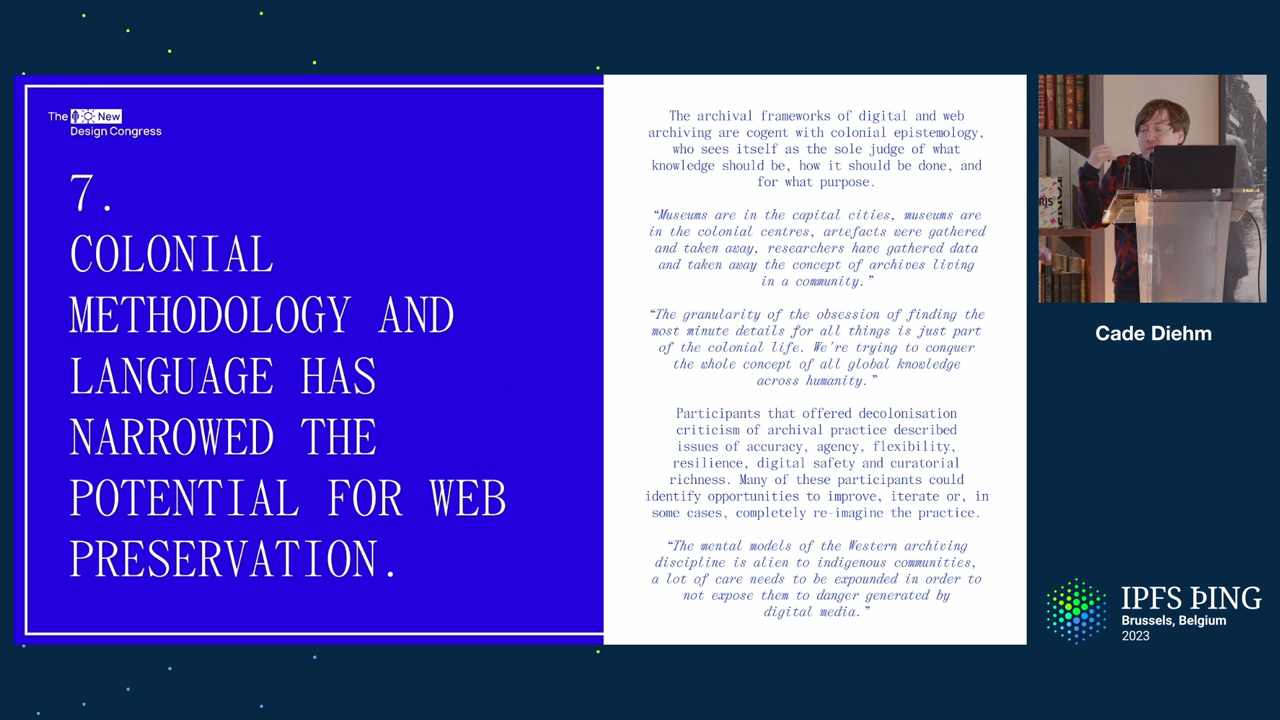 The New
Design Congress
7.
COLONIAL
METHODOLOGY AND
LANGUAGE HAS
NARROWED THE
POTENTIAL FOR WEB
PRESERVATION.
The archival frameworks of digital and web
archiving are cogent with colonial epistemology,
who sees itself as the sole judge of what
knowledge should be, how it should be done, and
for what purpose.
“Museums are in the capital cities, museums are
in the colonial centres, artefacts were gathered
and taken away, researchers have gathered data
and taken away the concept of archives living
in a community.”
“The granularity of the obsession of finding the
most minute details for all things is just part
of the colonial life. We're trying to conquer
the whole concept of all global knowledge
across humanity.”
Participants that offered decolonisation
criticism of archival practice described
issues of accuracy, agency, flexibility,
resilience, digital safety and curatorial
richness. Many of these participants could
identify opportunities to improve, iterate or, in
some cases, completely re-imagine the practice.
“The mental models of the Western archiving
discipline is alien to indigenous communities,
a lot of care needs to be expounded in order to
not expose them to danger generated by
digital media.”
Cade Diehm
IPFS ÞING
Brussels, Belgium
2023